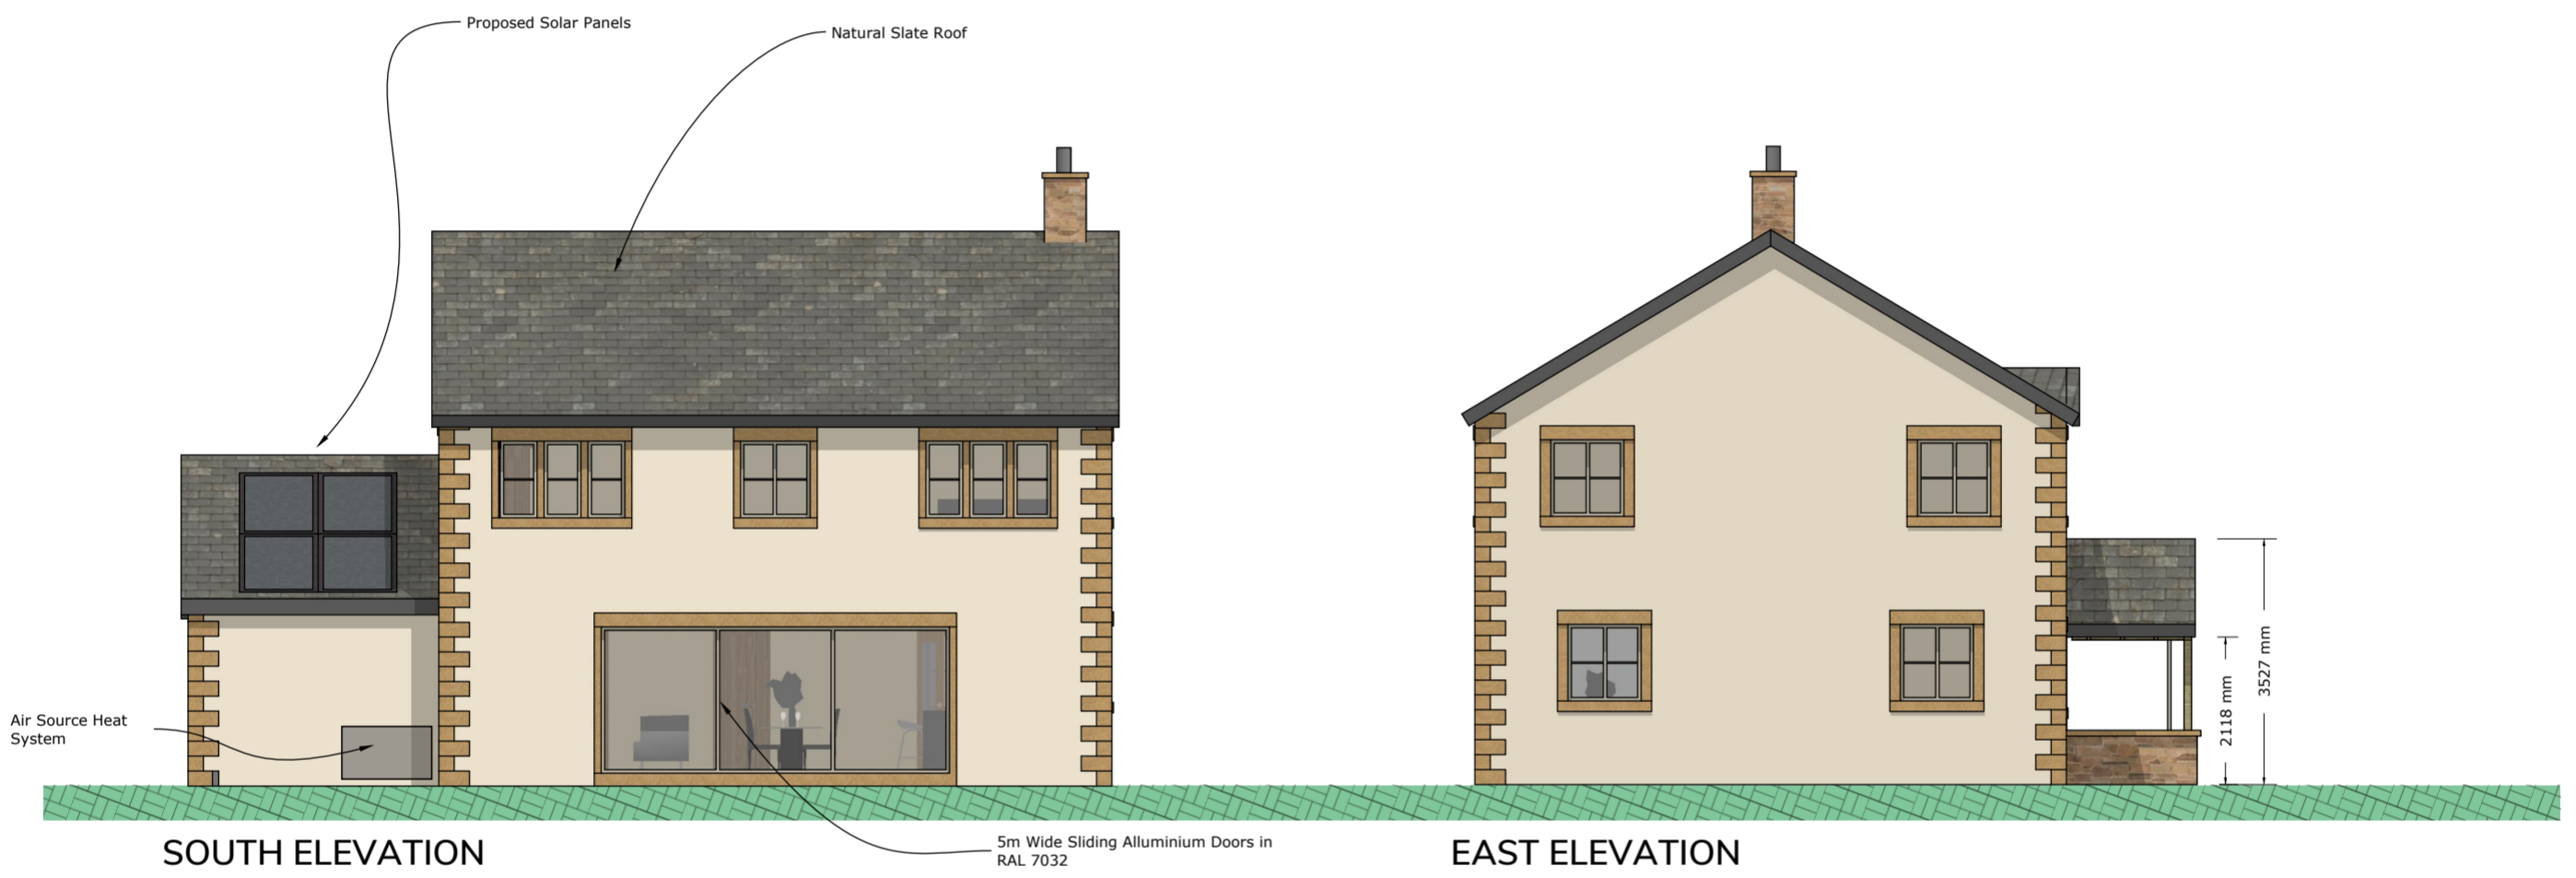 Proposed Solar Panels
Natural Slate Roof
Air Source Heat
System
2118 mm
3527 mm
5m Wide Sliding Alluminium Doors in
RAL 7032
SOUTH ELEVATION
EAST ELEVATION